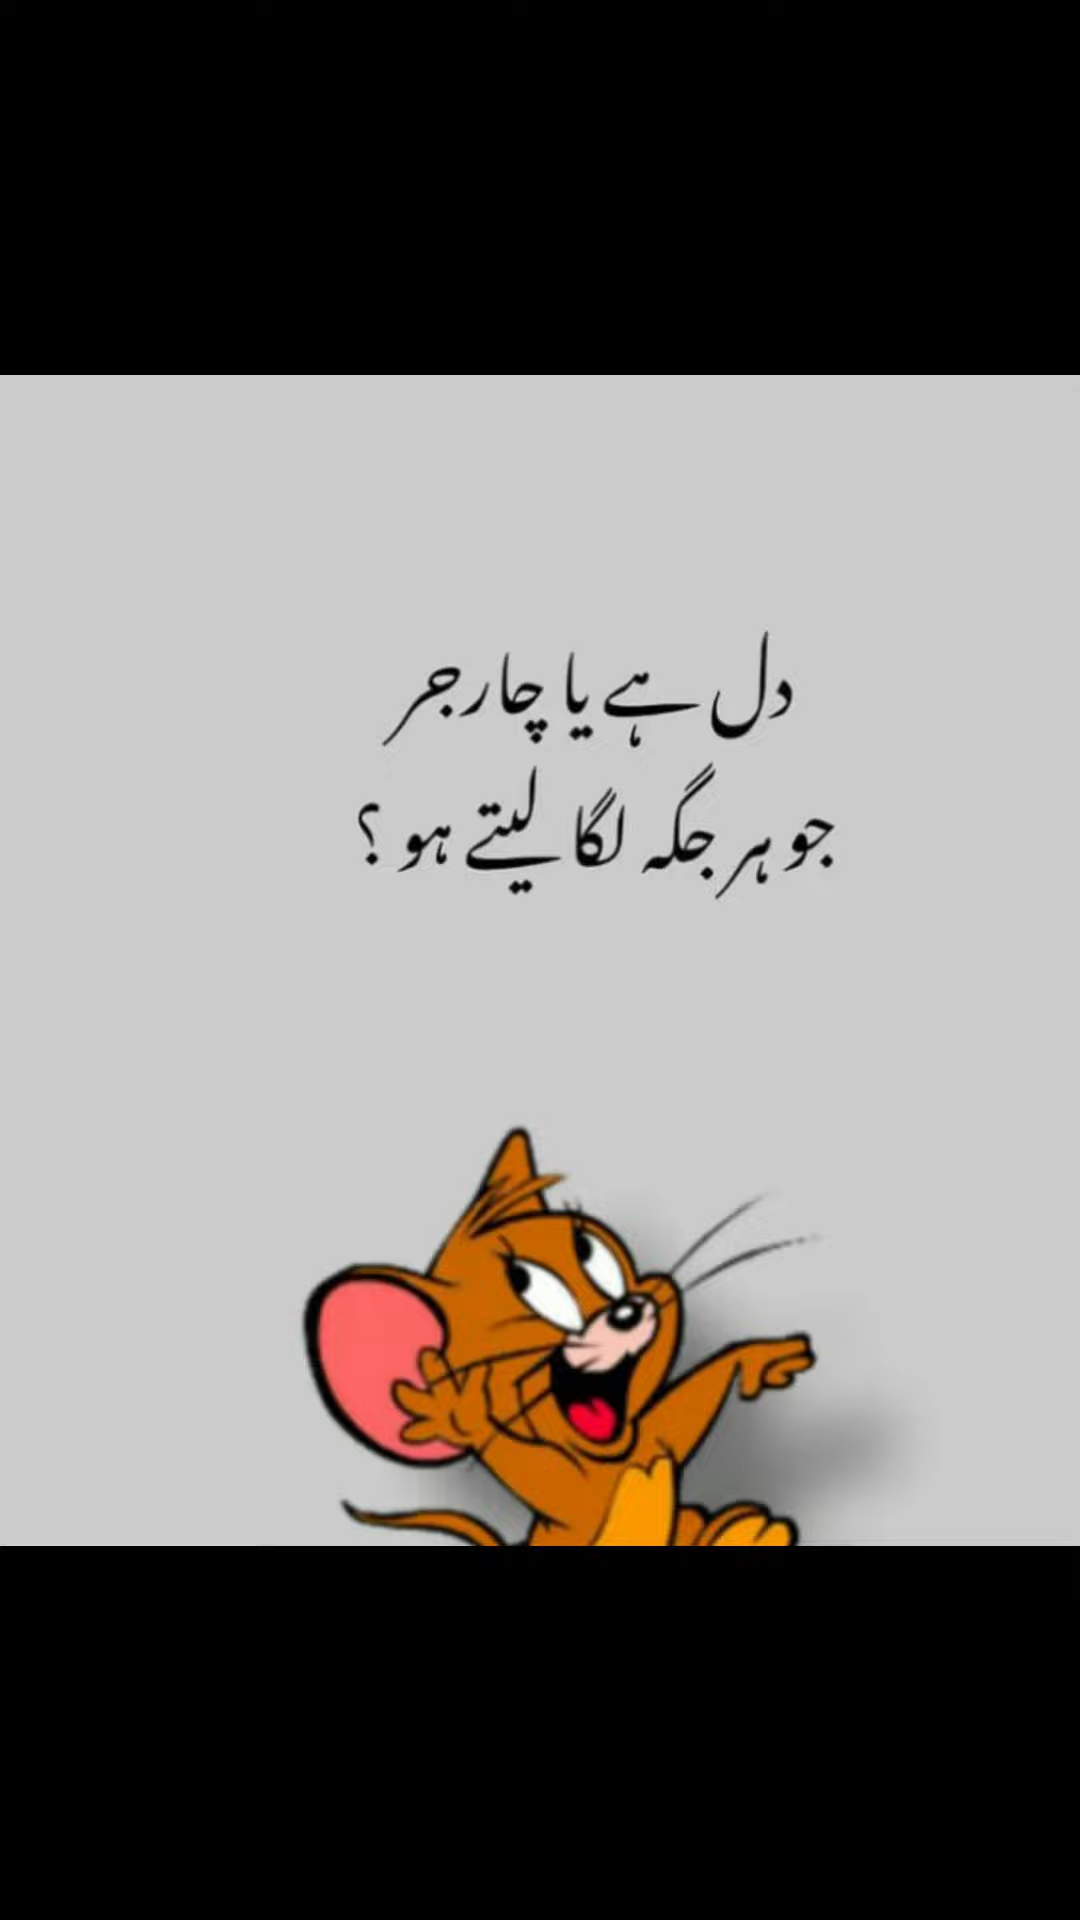 دل ہے یا چارجر
جو ہر جگہ لگا لیتے ہو ؟